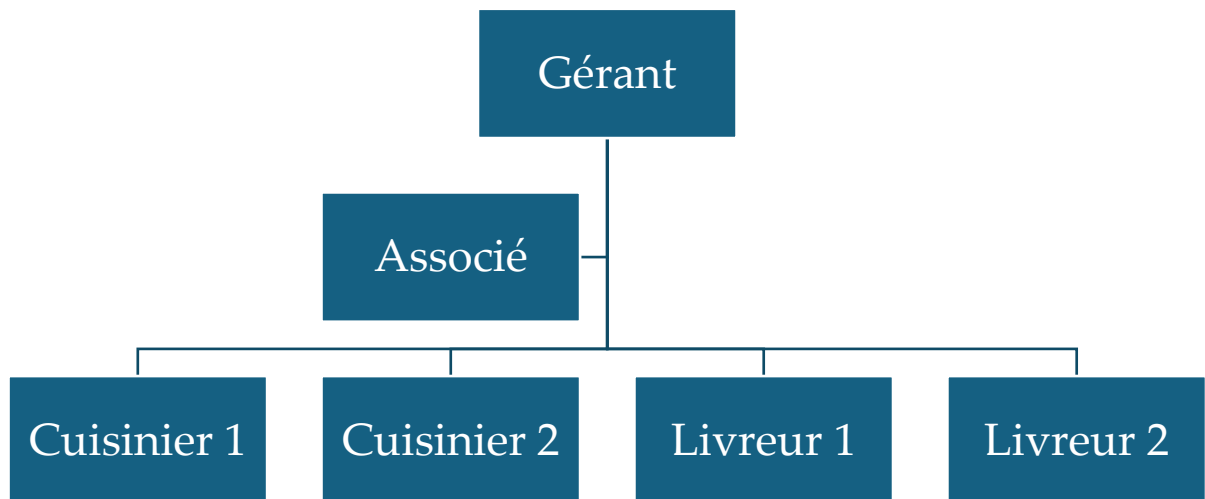 Gérant
Associé
Cuisinier 1
Cuisinier 2
Livreur 1
Livreur 2